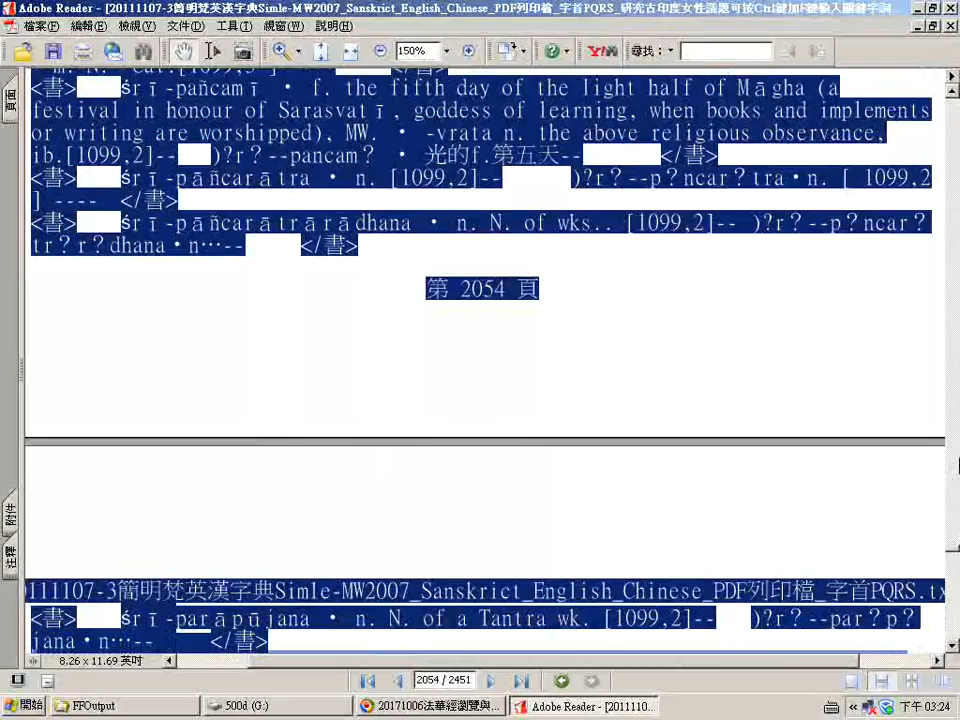 Adobe Reader - [20111107-3簡明梵英漢字典Simle-MW2007_Sanskrict_English_Chinese_PDF列印檔_字首PQRS_研究古印度女性議題可按Ctrl鍵加F鍵輸入關鍵字詞
檔案(F) 編輯(E) 檢視(V) 文件(D) 工具(T) 視窗(W) 說明(H)
150% Y! 尋找:
頁面
<書> śrī-pañcamī • f. the fifth day of the light half of Māgha (a
festival in honour of Sarasvatī, goddess of learning, when books and implements
or writing are worshipped), MW. • -vrata n. the above religious observance,
ib.[1099,2]-- )?r?--pancam? • 光的f.第五天-- </書>
<書> śrī-pāñcarātra • n. [1099,2]-- )?r?--p?ncar?tra•n. [ 1099,2
] ---- </書>
<書> śrī-pāñcarātrārādhana • n. N. of wks.. [1099,2]-- )?r?--p?ncar?
tr?r?dhana•n…-- </書>
第 2054 頁
附件
注釋
111107-3簡明梵英漢字典Simle-MW2007_Sanskrict_English_Chinese_PDF列印檔_字首PQRS.tx
<書> śrī-parāpūjana • n. N. of a Tantra wk. [1099,2]-- )?r?--par?p?
jana•n…-- </書>
8.26 x 11.69 英吋
2054 / 2451
開始 FFOutput 500d (G:) 20171006法華經瀏覽與... Adobe Reader - [2011110... « 下午 03:24